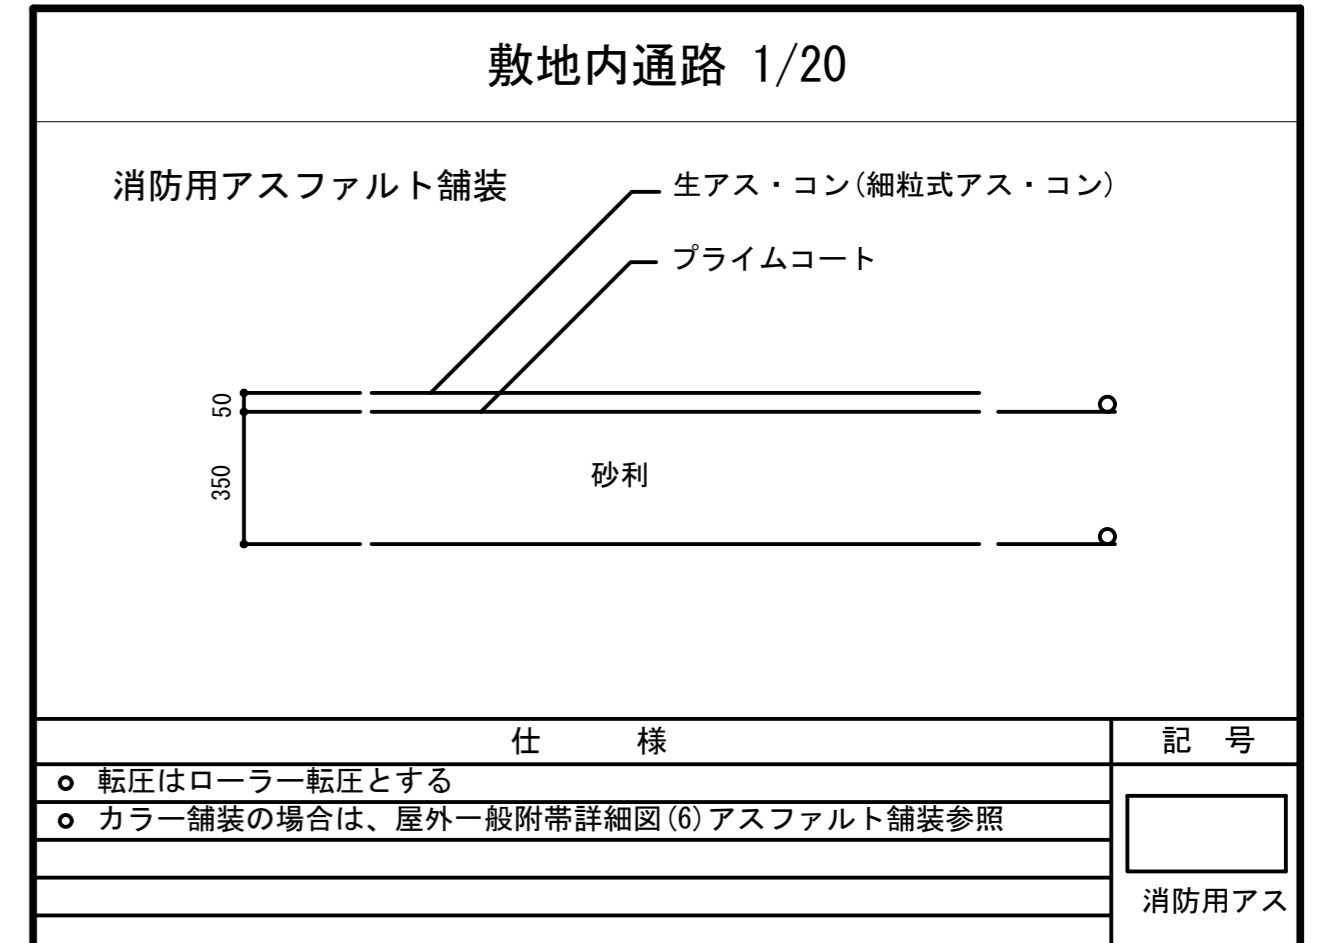 敷地内通路 1/20
消防用アスファルト舗装
生アス・コン(細粒式アス・コン)
プライムコート
50
350
砂利
仕 様
記 号
転圧はローラー転圧とする
カラー舗装の場合は、屋外一般附帯詳細図(6)アスファルト舗装参照
消防用アス